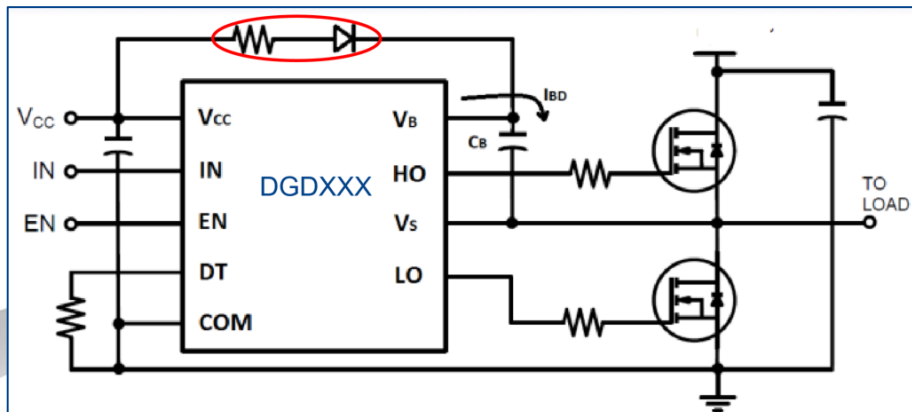 IBD
VCC
VCC
VB
CB
IN
IN
DGDXXX
HO
TO
LOAD
EN
EN
VS
DT
LO
COM